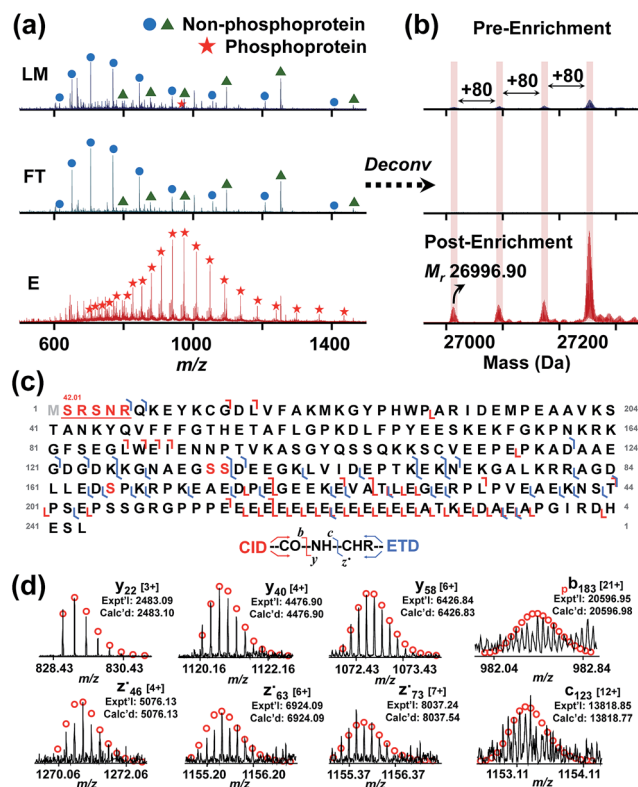 (a)
Non-phosphoprotein
Phosphoprotein
LM
FT
E
600 1000 1400
m/z
Deconv
(b)
Pre-Enrichment
+80 +80 +80
Post-Enrichment
Mr 26996.90
27000 27200
Mass (Da)
(c)
42.01
1 MSRSNRQKEYKCGDLVFAKMKGYPHWPARIDEMPEAAVKS 204
41 TANKYQVFFFGTHETAFLGPKDLFPYEESKEKFGKPNKRK 164
81 GFSEGLWEIENNPTVKASGYQSSQKKSCVEEPEPKADAAE 124
121 GDGDKKGNAEGSSDEEGKLVIDEPTKEKNEKGALKRRAGD 84
161 LLEDSPKRPKEAEDPEGEEKEVATLEGERPLPVEAEKNST 44
201 PSEPSSGRGPPPEEEEEEEEEEEEEEATKEDAEAPGIRDH 4
241 ESL 1
CID b CO NH c CHR ETD
y z•
(d)
y22 [3+]
Expt'l: 2483.09
Calc'd: 2483.10
828.43 830.43
m/z
y40 [4+]
Expt'l: 4476.90
Calc'd: 4476.90
1120.16 1122.16
m/z
y58 [6+]
Expt'l: 6426.84
Calc'd: 6426.83
1072.43 1073.43
m/z
pb183 [21+]
Expt'l: 20596.95
Calc'd: 20596.98
982.04 982.84
m/z
z•46 [4+]
Expt'l: 5076.13
Calc'd: 5076.13
1270.06 1272.06
m/z
z•63 [6+]
Expt'l: 6924.09
Calc'd: 6924.09
1155.20 1156.20
m/z
z•73 [7+]
Expt'l: 8037.24
Calc'd: 8037.54
1155.37 1156.37
m/z
c123 [12+]
Expt'l: 13818.85
Calc'd: 13818.77
1153.11 1154.11
m/z